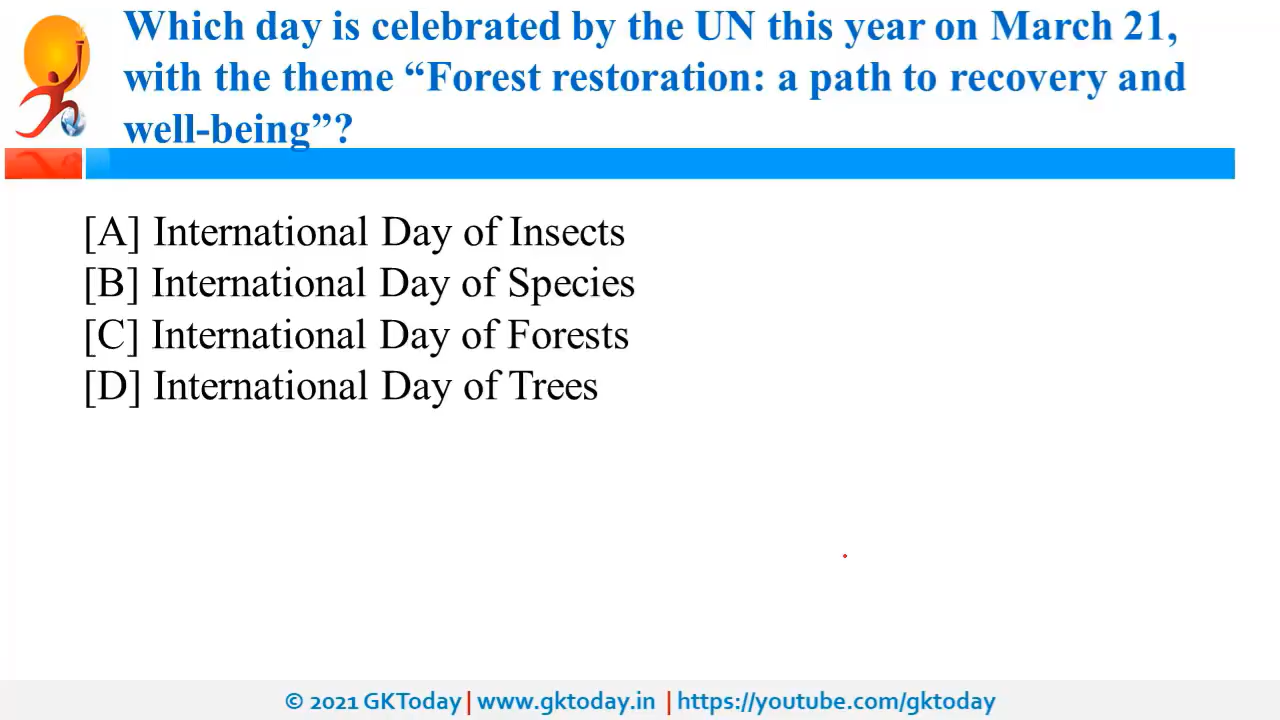 Which day is celebrated by the UN this year on March 21,
with the theme “Forest restoration: a path to recovery and
well-being”?
[A] International Day of Insects
[B] International Day of Species
[C] International Day of Forests
[D] International Day of Trees
© 2021 GKToday | www.gktoday.in | https://youtube.com/gktoday